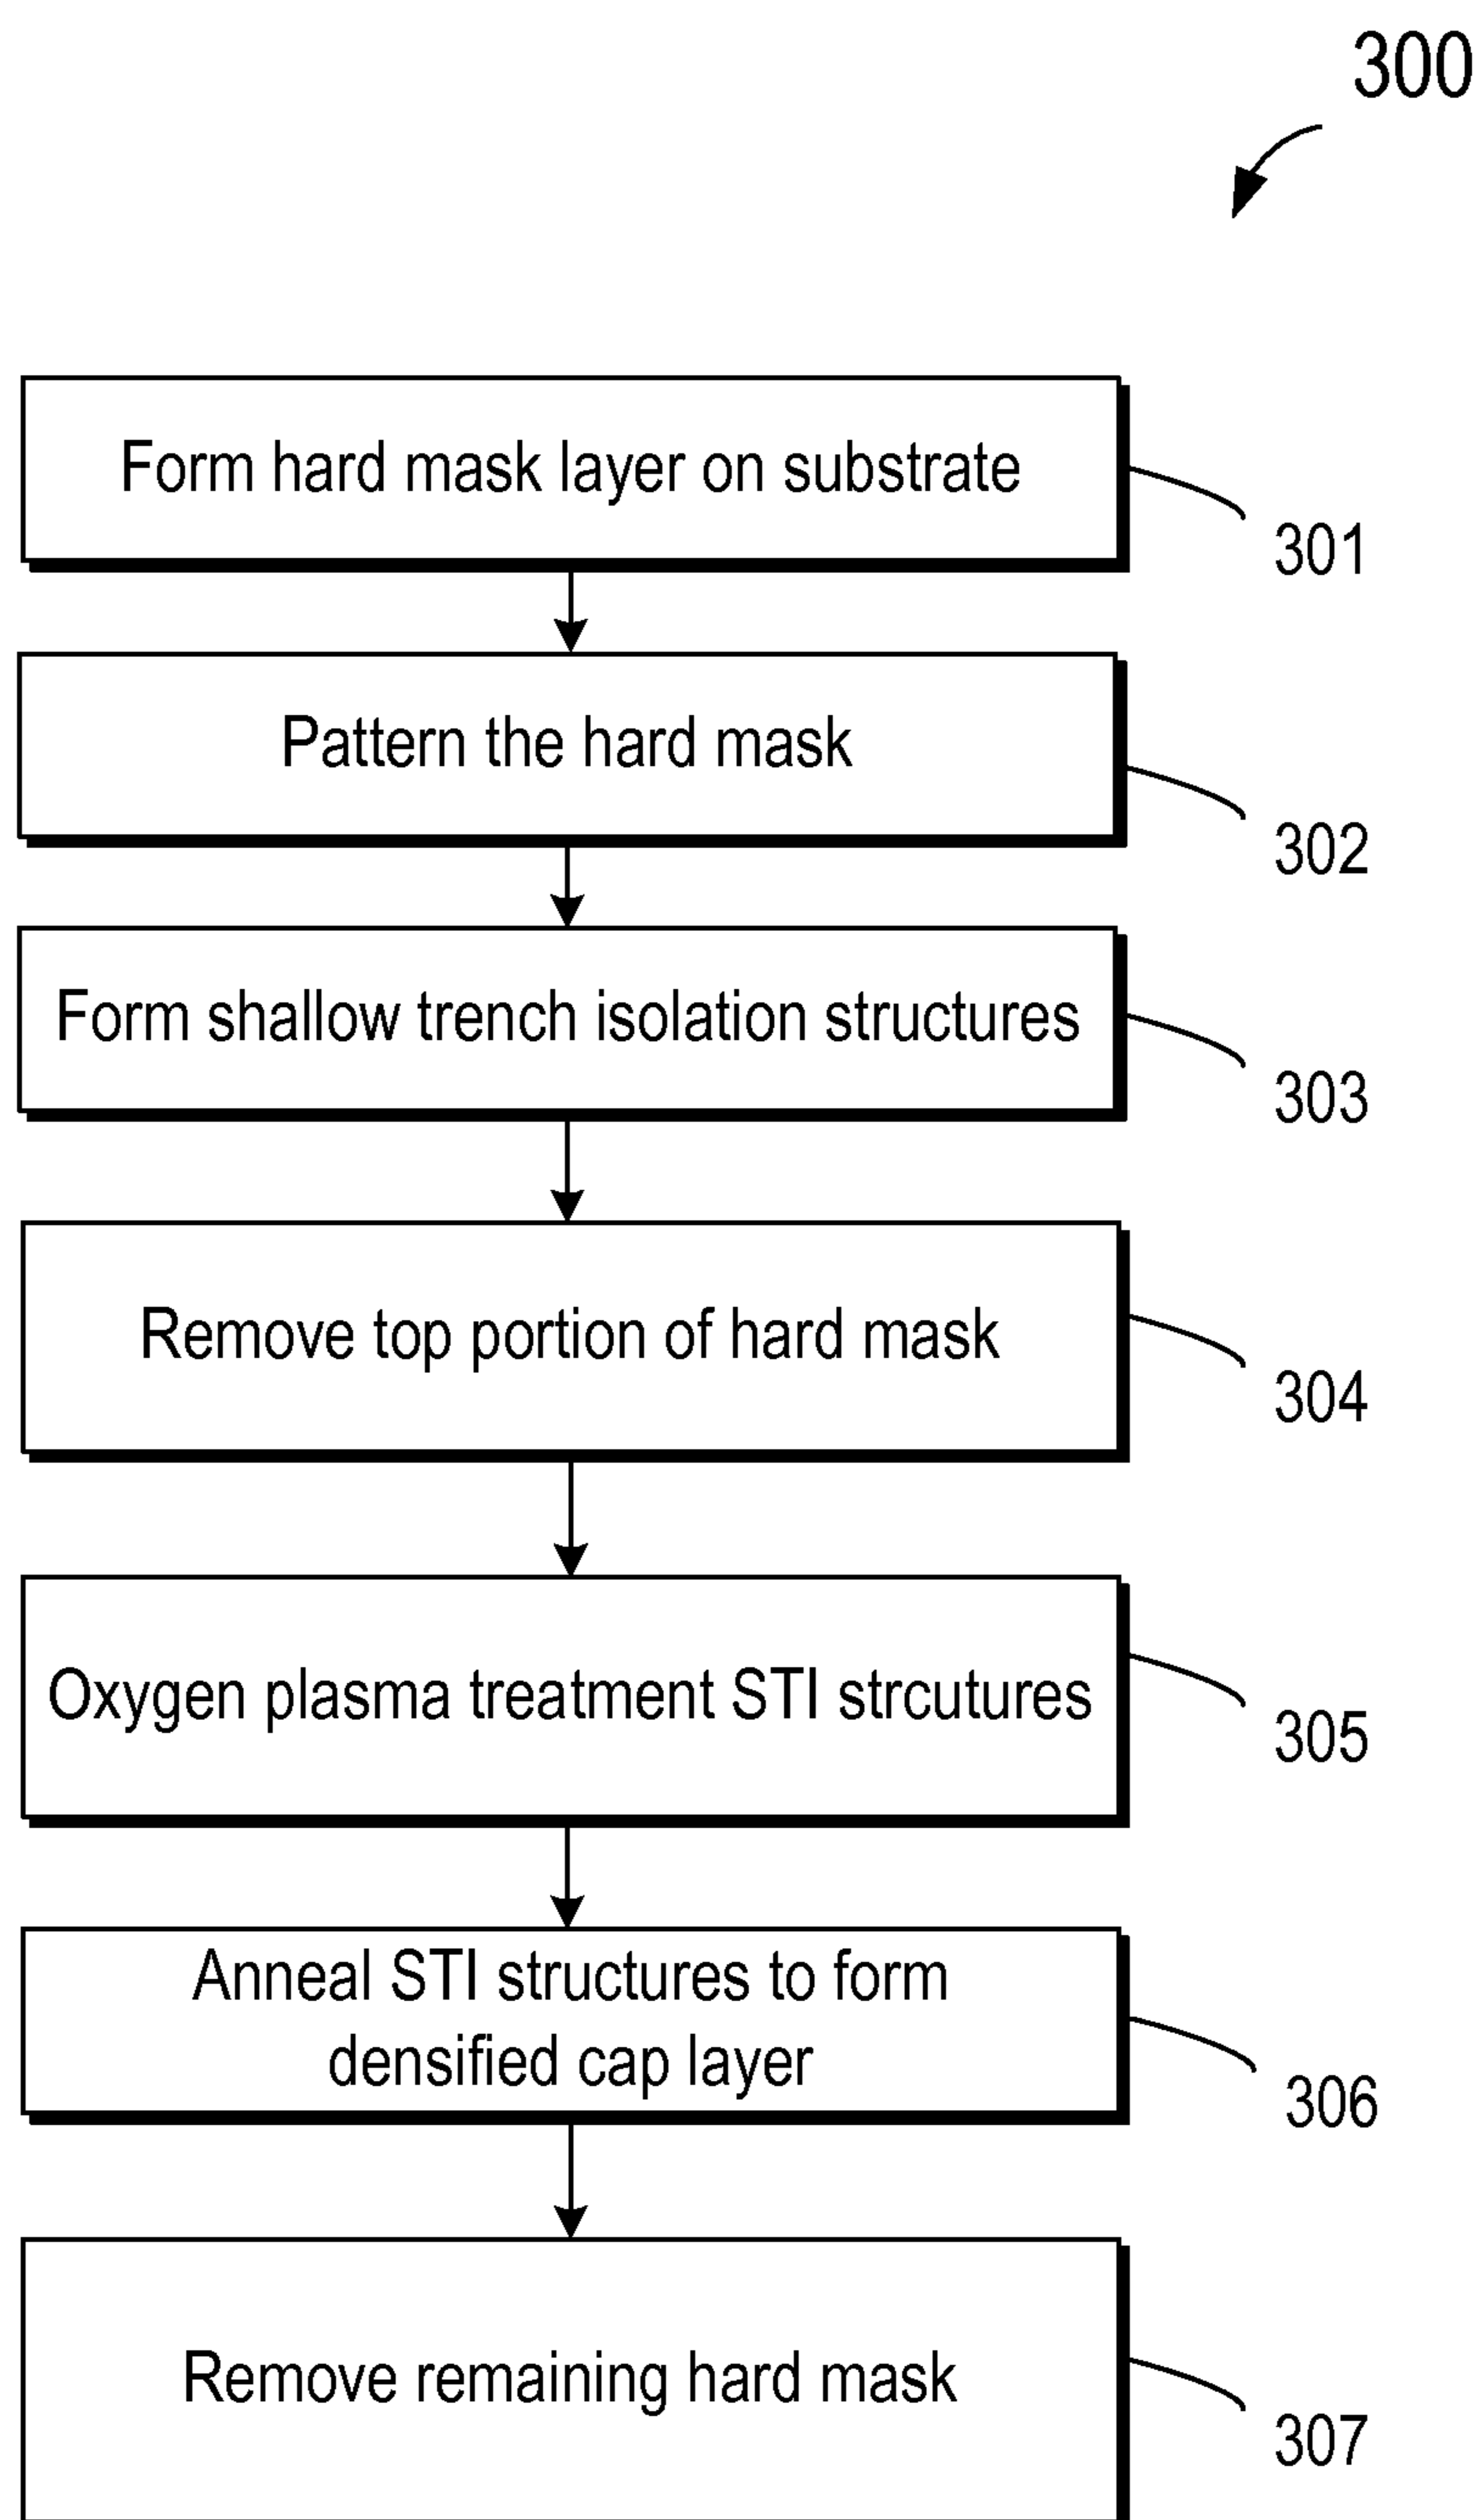 300
Form hard mask layer on substrate
301
Pattern the hard mask
302
Form shallow trench isolation structures
303
Remove top portion of hard mask
304
Oxygen plasma treatment STI strcutures
305
Anneal STI structures to form
densified cap layer
306
Remove remaining hard mask
307